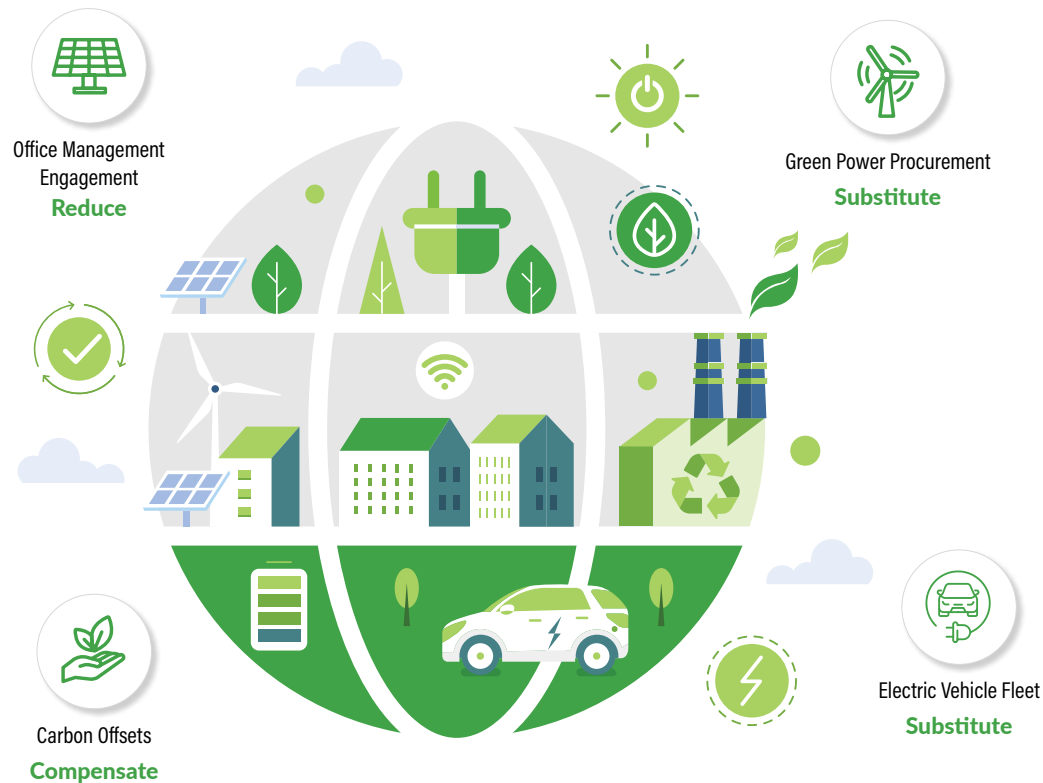 Office Management
Engagement
Reduce
Green Power Procurement
Substitute
Carbon Offsets
Compensate
Electric Vehicle Fleet
Substitute